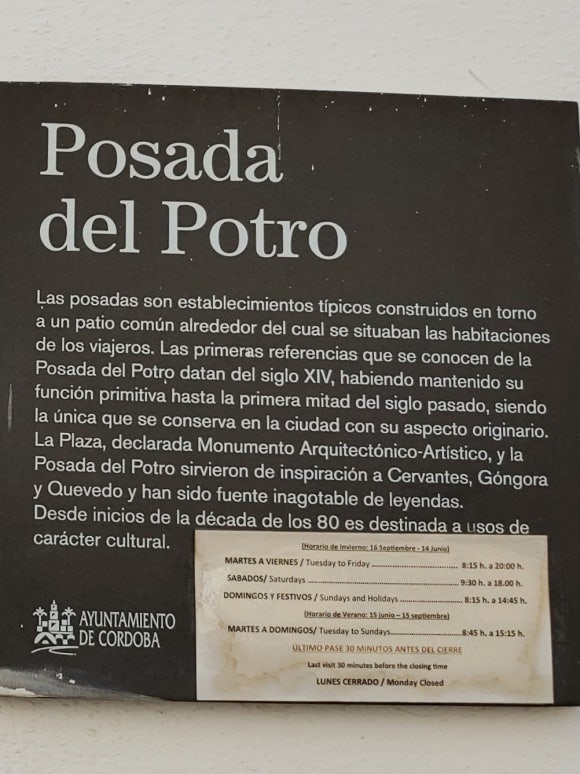 Posada
del Potro
Las posadas son establecimientos típicos construidos en torno
a un patio común alrededor del cual se situaban las habitaciones
de los viajeros. Las primeras referencias que se conocen de la
Posada del Potro datan del siglo XIV, habiendo mantenido su
función primitiva hasta la primera mitad del siglo pasado, siendo
la única que se conserva en la ciudad con su aspecto originario.
La Plaza, declarada Monumento Arquitectónico-Artístico, y la
Posada del Potro sirvieron de inspiración a Cervantes, Góngora
y Quevedo y han sido fuente inagotable de leyendas.
Desde inicios de la década de los 80 es destinada a usos de
carácter cultural.
AYUNTAMIENTO
DE CORDOBA
(Horario de Invierno: 16 Septiembre - 14 Junio)
MARTES A VIERNES / Tuesday to Friday ........................ 8:15 h. a 20:00 h.
SABADOS/ Saturdays ........................ 9:30 h. a 18.00 h.
DOMINGOS Y FESTIVOS / Sundays and Holidays ........................ 8:15 h. a 14:45 h.
(Horario de Verano: 15 junio – 15 septiembre)
MARTES A DOMINGOS/ Tuesday to Sundays........................8:45 h. a 15:15 h.
ÚLTIMO PASE 30 MINUTOS ANTES DEL CIERRE
Last visit 30 minutes before the closing time
LUNES CERRADO / Monday Closed